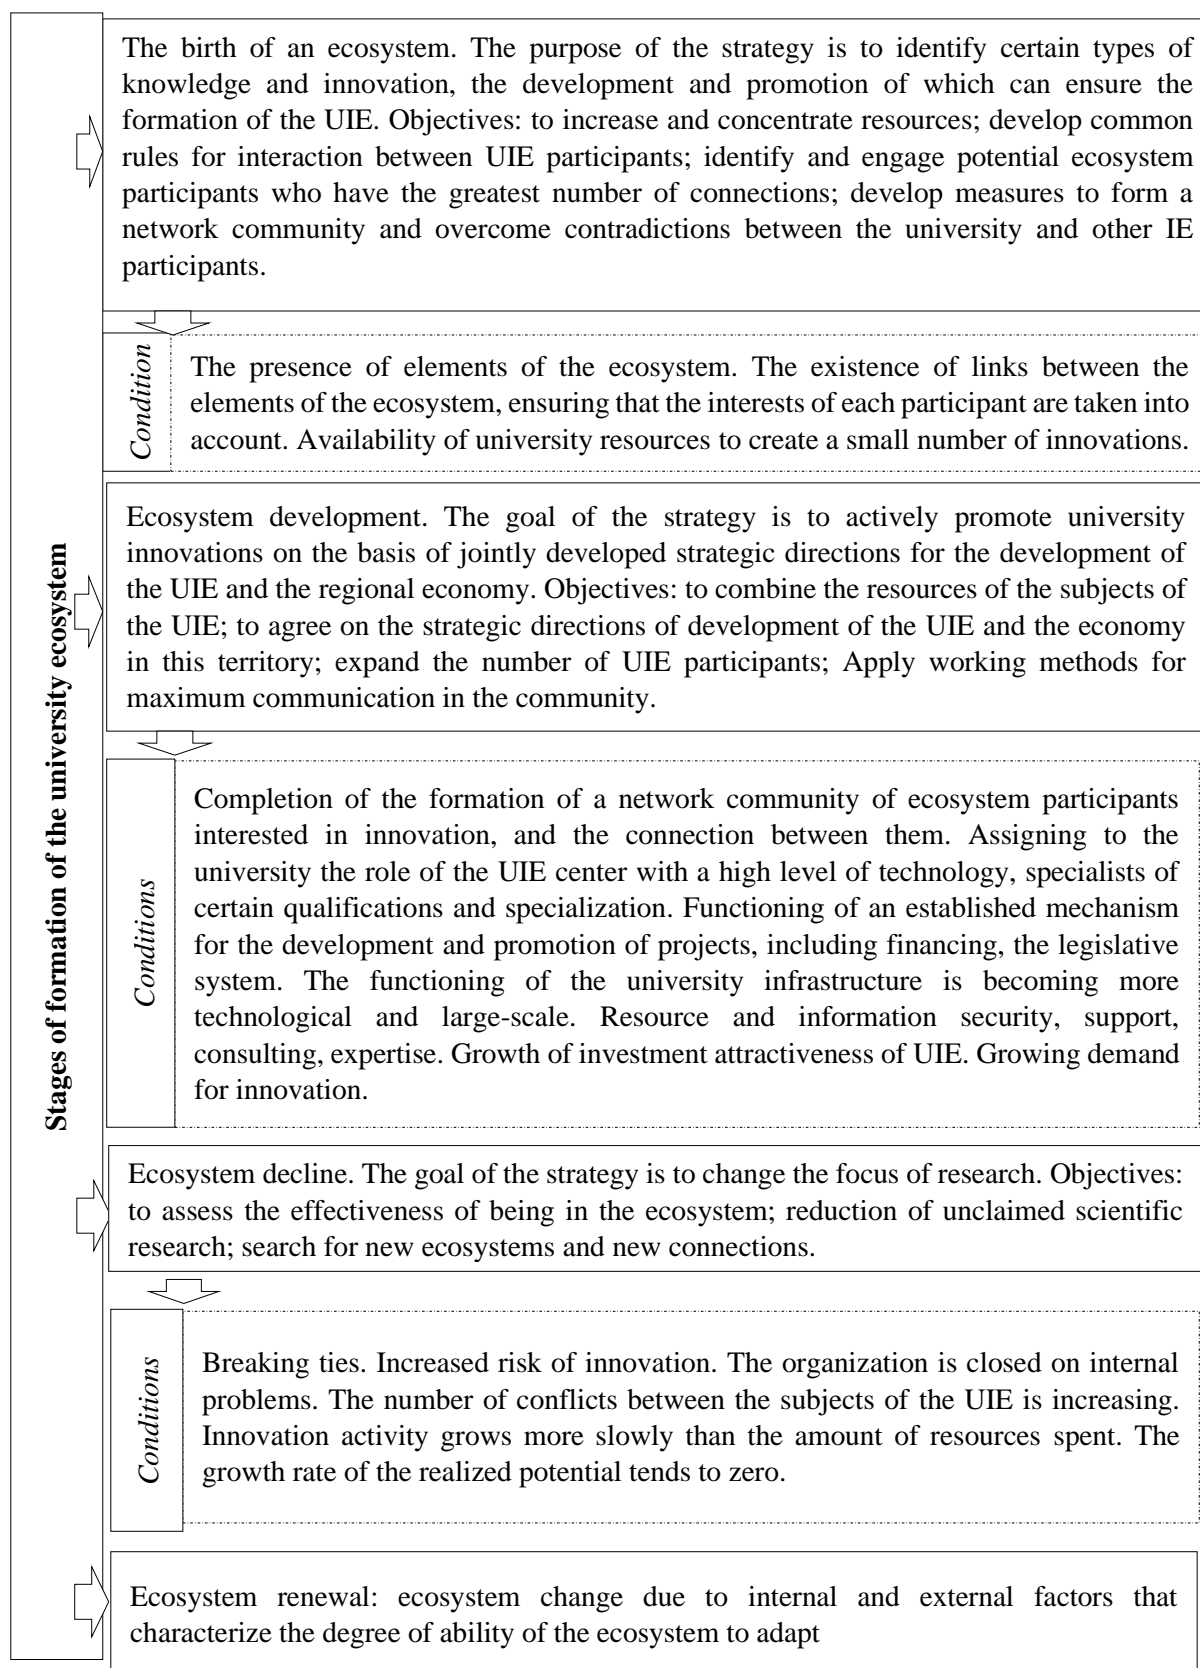 Stages of formation of the university ecosystem
The birth of an ecosystem. The purpose of the strategy is to identify certain types of
knowledge and innovation, the development and promotion of which can ensure the
formation of the UIE. Objectives: to increase and concentrate resources; develop common
rules for interaction between UIE participants; identify and engage potential ecosystem
participants who have the greatest number of connections; develop measures to form a
network community and overcome contradictions between the university and other IE
participants.
Condition
The presence of elements of the ecosystem. The existence of links between the
elements of the ecosystem, ensuring that the interests of each participant are taken into
account. Availability of university resources to create a small number of innovations.
Ecosystem development. The goal of the strategy is to actively promote university
innovations on the basis of jointly developed strategic directions for the development of
the UIE and the regional economy. Objectives: to combine the resources of the subjects of
the UIE; to agree on the strategic directions of development of the UIE and the economy
in this territory; expand the number of UIE participants; Apply working methods for
maximum communication in the community.
Conditions
Completion of the formation of a network community of ecosystem participants
interested in innovation, and the connection between them. Assigning to the
university the role of the UIE center with a high level of technology, specialists of
certain qualifications and specialization. Functioning of an established mechanism
for the development and promotion of projects, including financing, the legislative
system. The functioning of the university infrastructure is becoming more
technological and large-scale. Resource and information security, support,
consulting, expertise. Growth of investment attractiveness of UIE. Growing demand
for innovation.
Ecosystem decline. The goal of the strategy is to change the focus of research. Objectives:
to assess the effectiveness of being in the ecosystem; reduction of unclaimed scientific
research; search for new ecosystems and new connections.
Conditions
Breaking ties. Increased risk of innovation. The organization is closed on internal
problems. The number of conflicts between the subjects of the UIE is increasing.
Innovation activity grows more slowly than the amount of resources spent. The
growth rate of the realized potential tends to zero.
Ecosystem renewal: ecosystem change due to internal and external factors that
characterize the degree of ability of the ecosystem to adapt